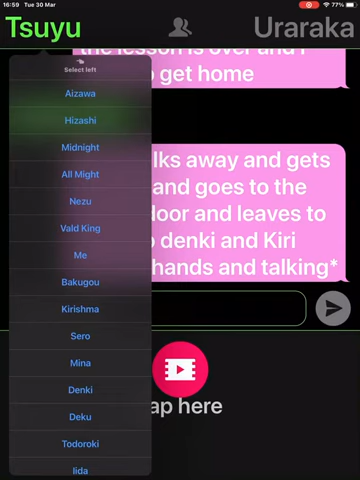 16:59 Tue 30 Mar
77%
Tsuyu
Uraraka
the lesson is over and I
o get home
Select left
Aizawa
Hizashi
Midnight
All Might
Nezu
Vald King
Me
Bakugou
Kirishma
Sero
Mina
Denki
Deku
Todoroki
Iida
lks away and gets
and goes to the
door and leaves to
o denki and Kiri
hands and talking*
ap here